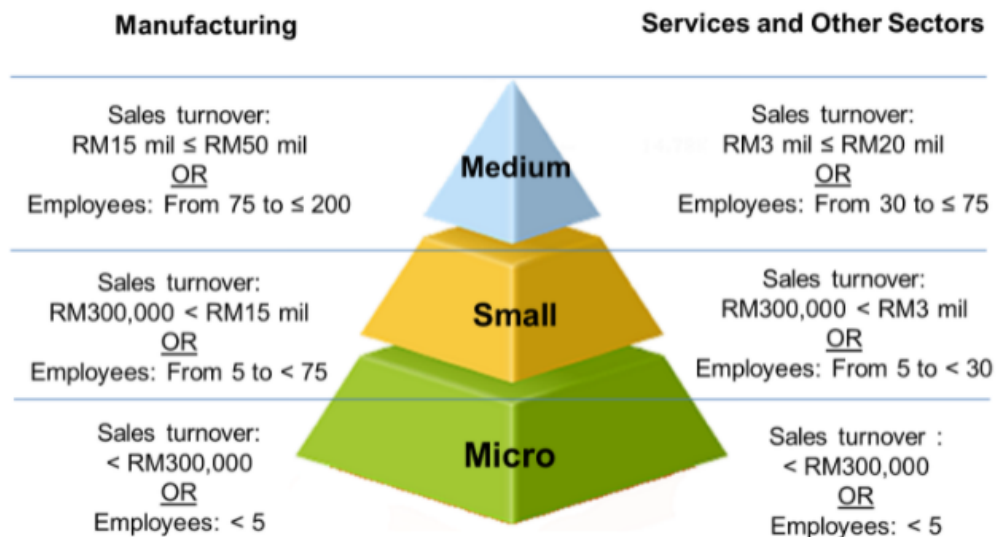 Manufacturing
Services and Other Sectors
Sales turnover:
RM15 mil ≤ RM50 mil
OR
Employees: From 75 to ≤ 200
Medium
Sales turnover:
RM3 mil ≤ RM20 mil
OR
Employees: From 30 to ≤ 75
Sales turnover:
RM300,000 < RM15 mil
OR
Employees: From 5 to < 75
Small
Sales turnover:
RM300,000 < RM3 mil
OR
Employees: From 5 to < 30
Sales turnover:
< RM300,000
OR
Employees: < 5
Micro
Sales turnover :
< RM300,000
OR
Employees: < 5